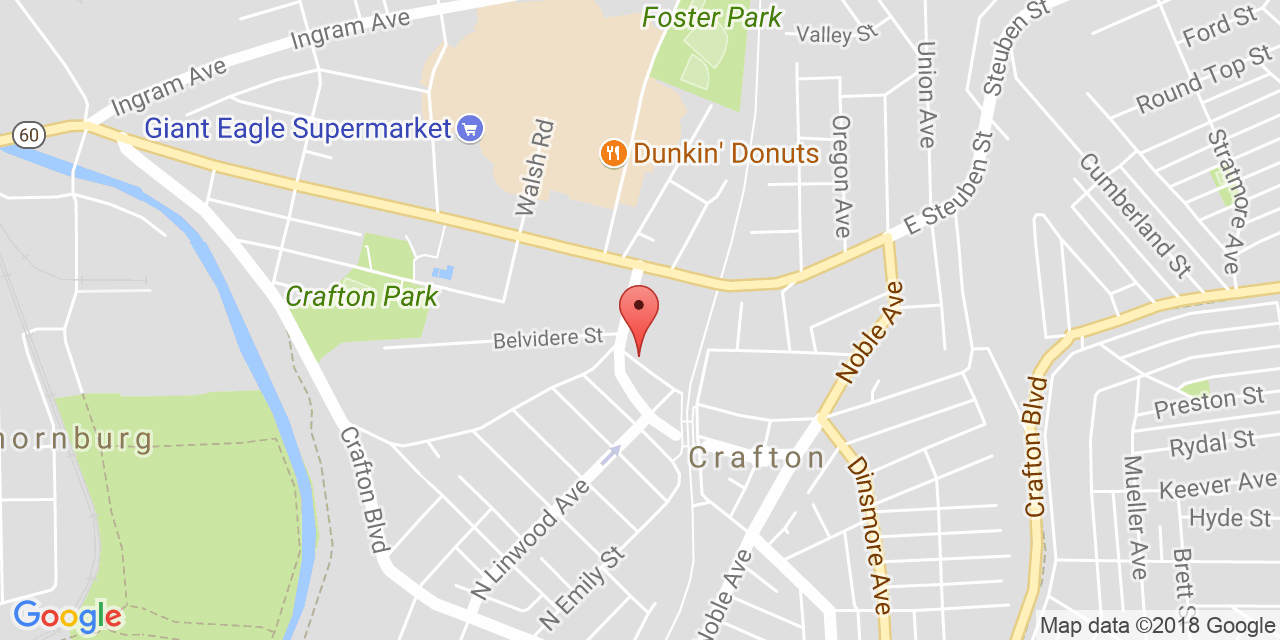 Foster Park
Ingram Ave
Valley St
Ford St
Steuben St
Union Ave
Round Top St
Ingram Ave
60
Giant Eagle Supermarket
Dunkin' Donuts
Walsh Rd
Oregon Ave
E Steuben St
Cumberland St
Stratmore Ave
Crafton Park
Belvidere St
Noble Ave
Crafton Blvd
Preston St
Rydal St
hornburg
Crafton
Crafton Blvd
Dinsmore Ave
Mueller Ave
Keever Ave
Hyde St
N Linwood Ave
N Emily St
Noble Ave
Brett S
Google
Map data ©2018 Google